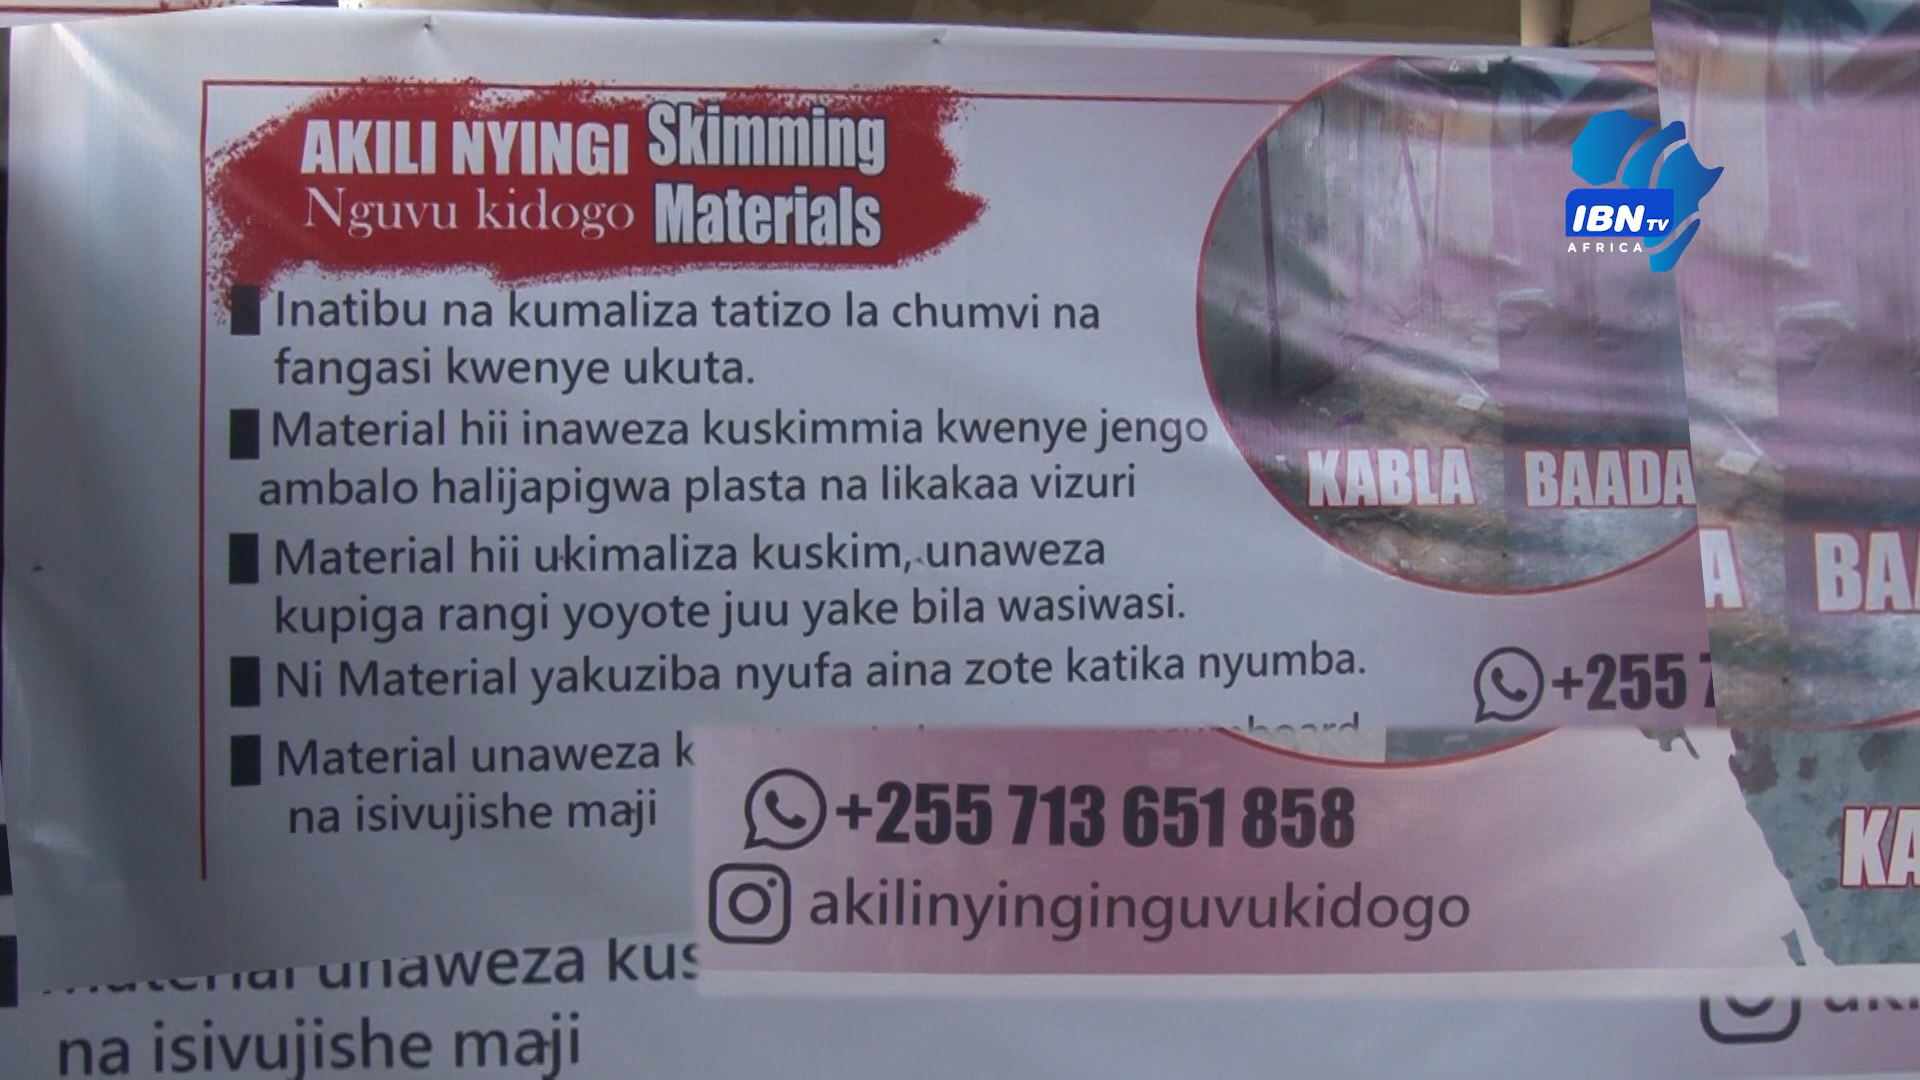 AKILI NYINGI Skimming
Nguvu kidogo Materials
Inatibu na kumaliza tatizo la chumvi na
fangasi kwenye ukuta.
Material hii inaweza kuskimmia kwenye jengo
ambalo halijapigwa plasta na likakaa vizuri
Material hii ukimaliza kuskim, unaweza
kupiga rangi yoyote juu yake bila wasiwasi.
Ni Material yakuziba nyufa aina zote katika nyumba.
Material unaweza k
na isivujishe maji
KABLA BAADA
A BA
+255 7
IBN TV
AFRICA
+255 713 651 858
akilinyinginguvukidogo
KA
unaweza kus
na isivujishe maji